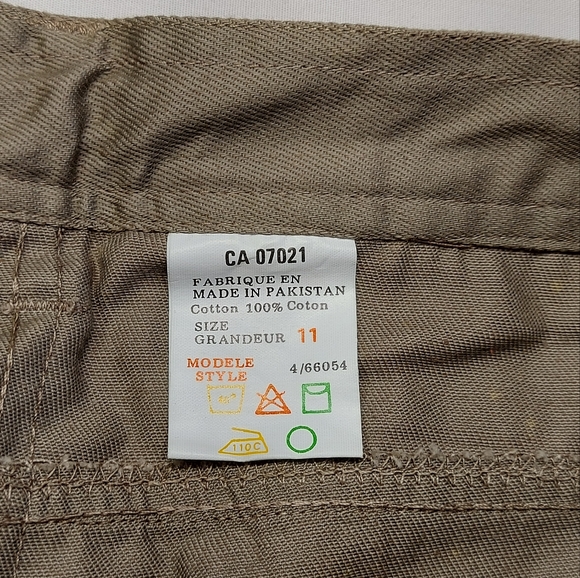 CA 07021
FABRIQUE EN
MADE IN PAKISTAN
Cotton 100% Coton
SIZE
GRANDEUR 11
MODELE
STYLE 4/66054
110C